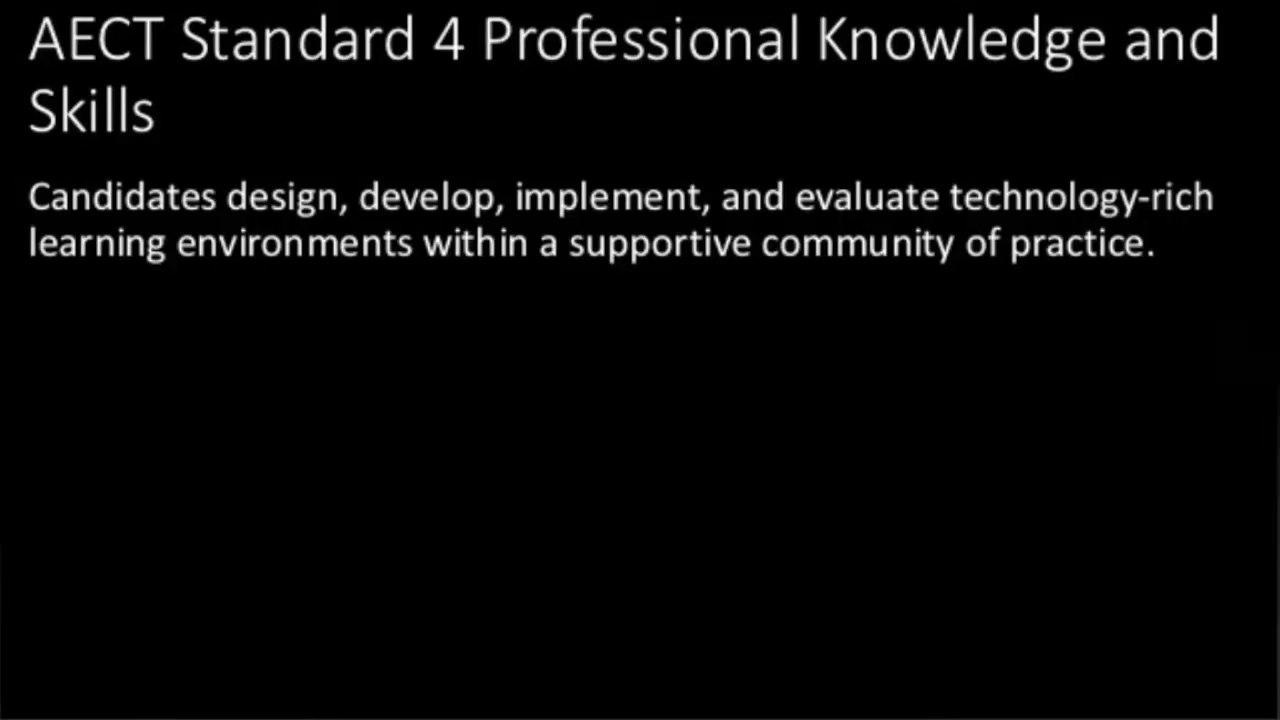 AECT Standard 4 Professional Knowledge and
Skills
Candidates design, develop, implement, and evaluate technology-rich
learning environments within a supportive community of practice.